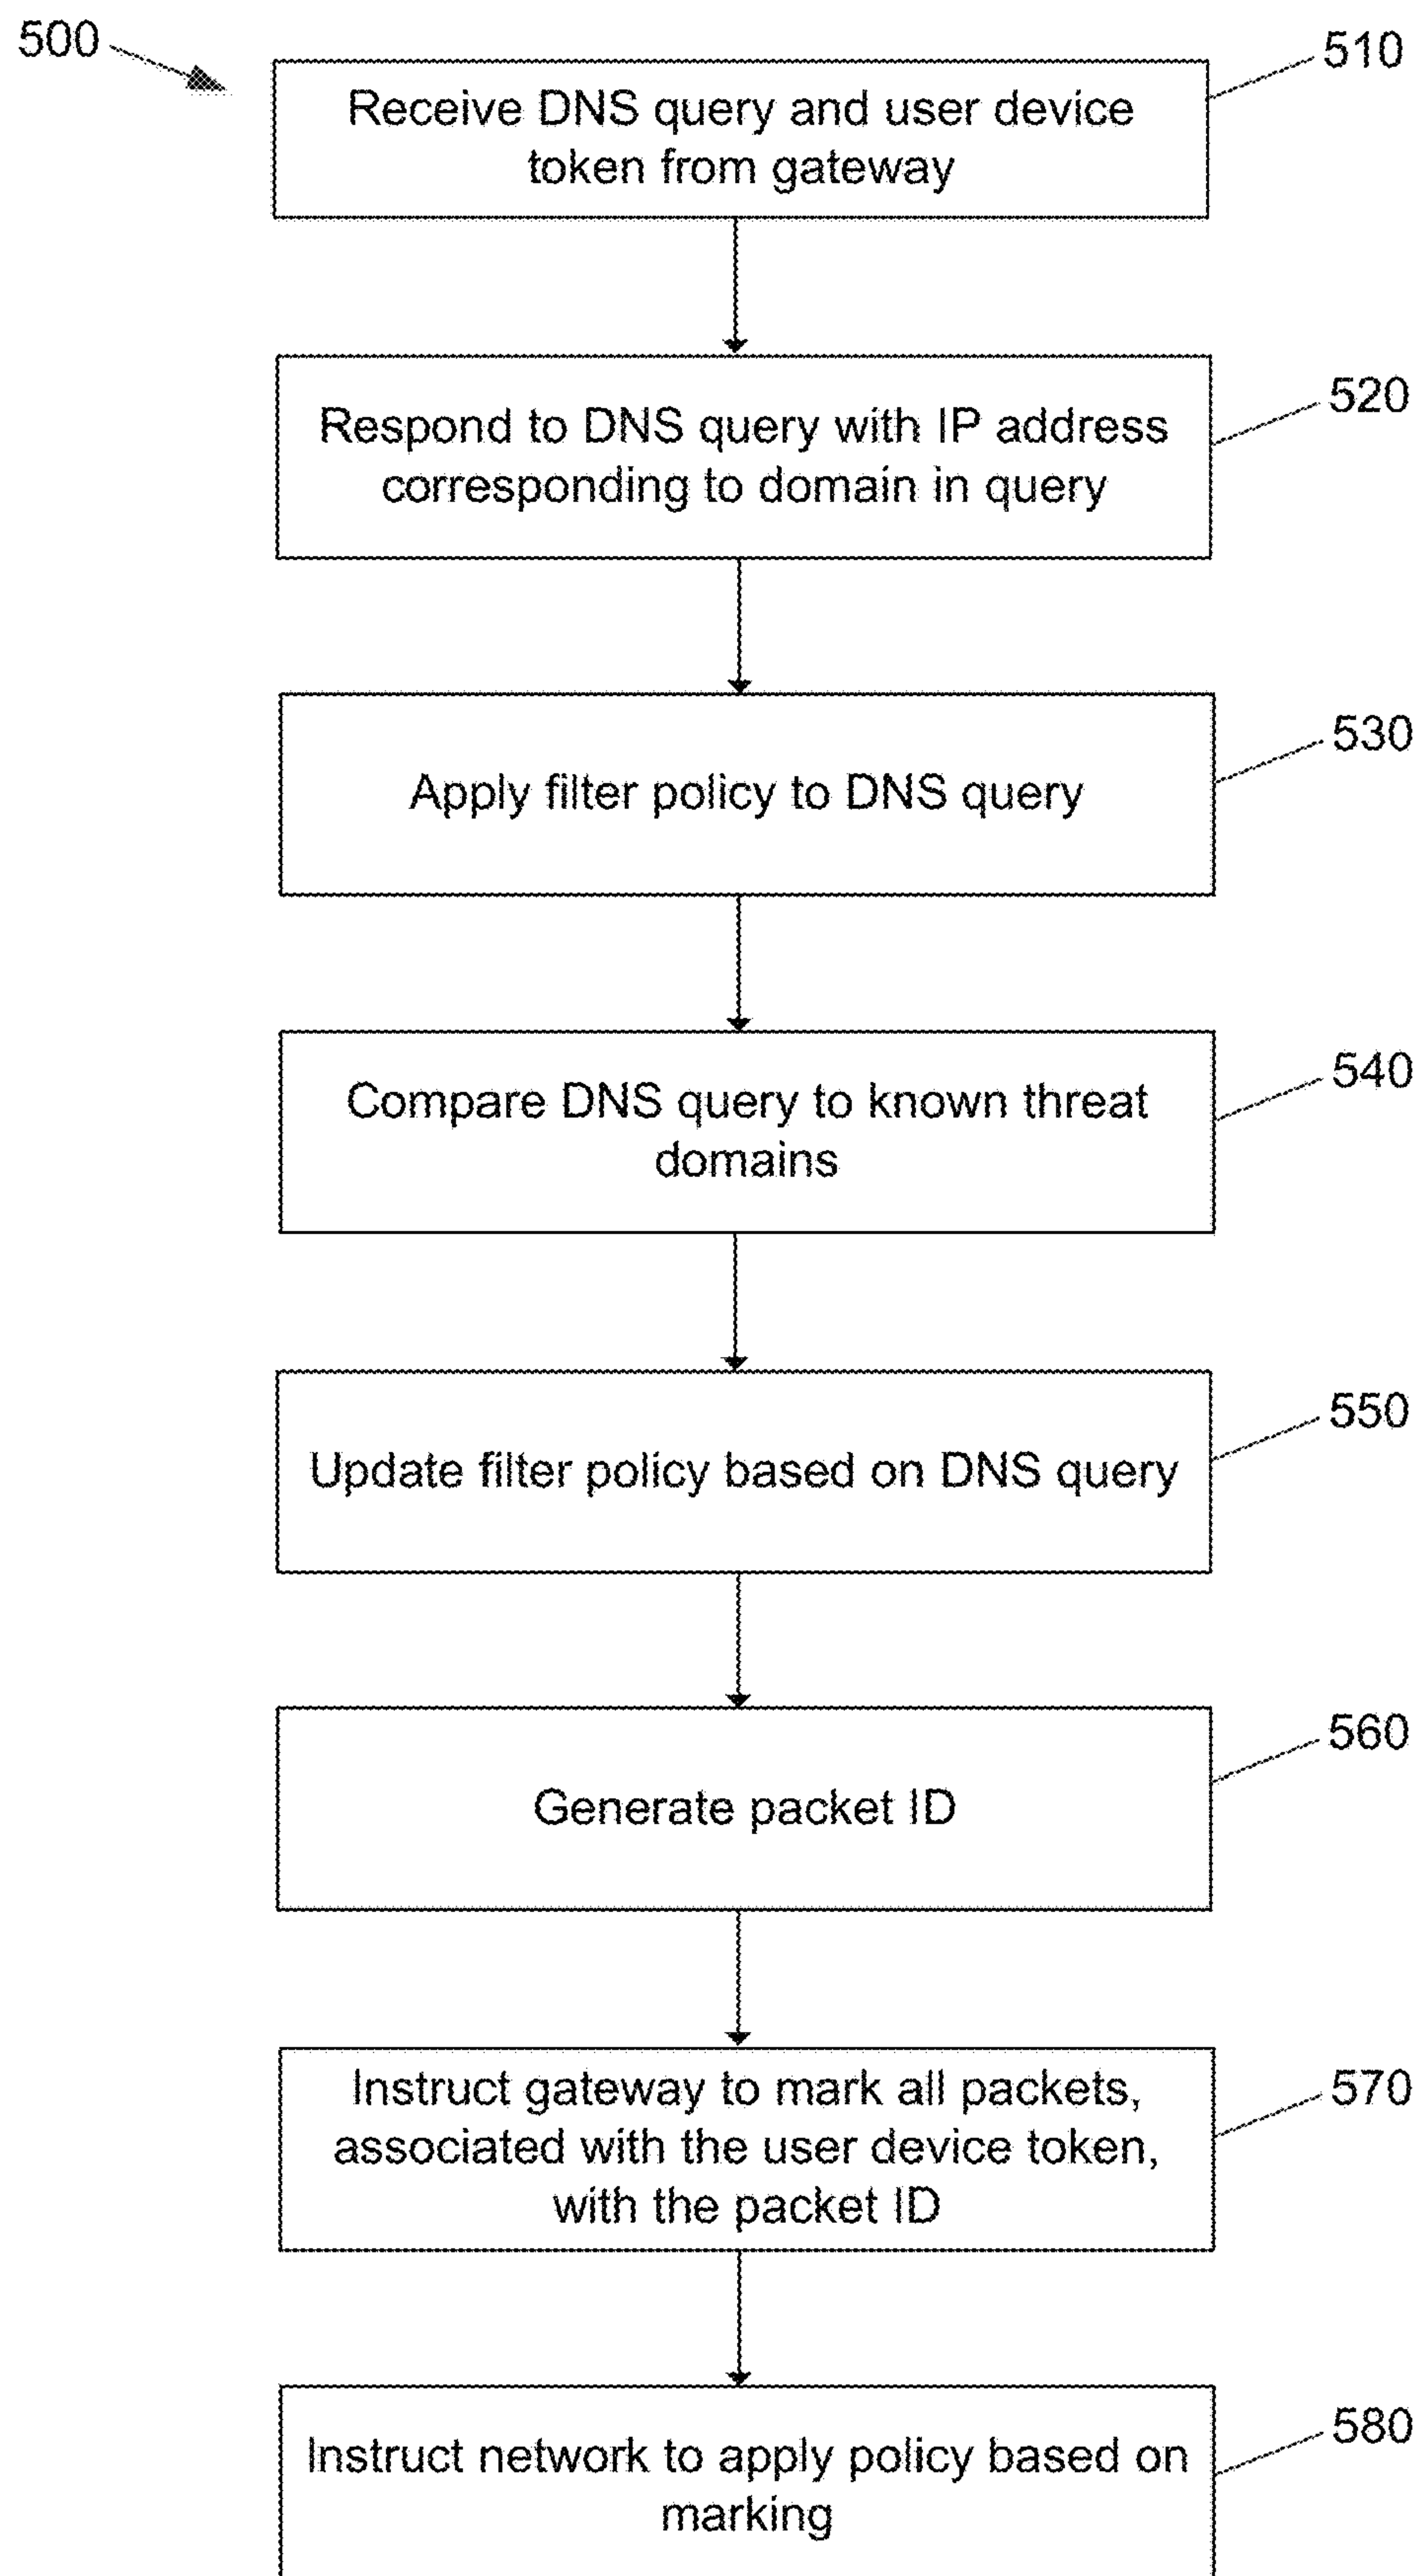 500
510
Receive DNS query and user device
token from gateway
520
Respond to DNS query with IP address
corresponding to domain in query
530
Apply filter policy to DNS query
540
Compare DNS query to known threat
domains
550
Update filter policy based on DNS query
560
Generate packet ID
570
Instruct gateway to mark all packets,
associated with the user device token,
with the packet ID
580
Instruct network to apply policy based on
marking